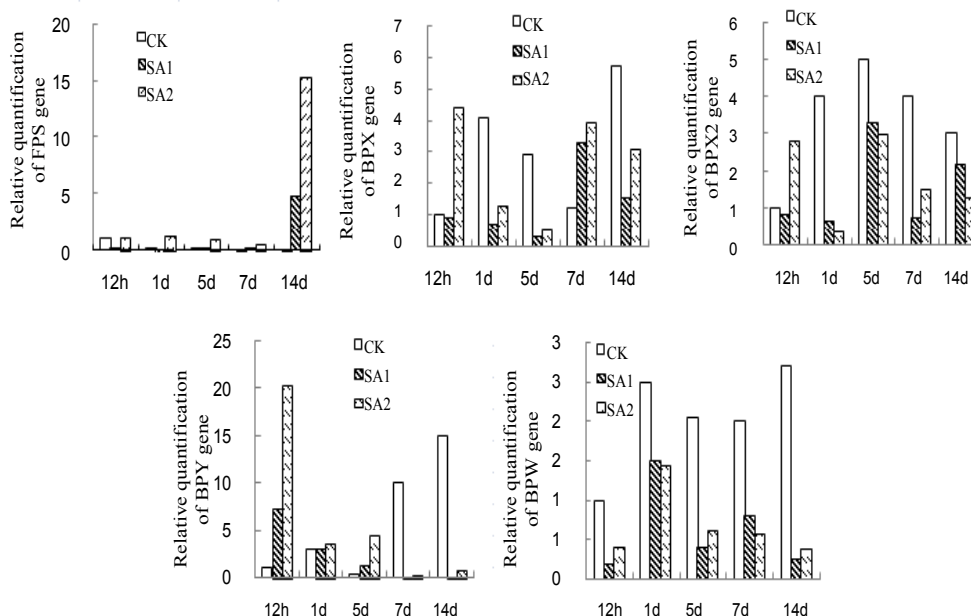 Relative quantification
of FPS gene
20
15
10
5
0
CK
SA1
SA2
12h 1d 5d 7d 14d
Relative quantification
of BPX gene
7
6
5
4
3
2
1
0
CK
SA1
SA2
12h 1d 5d 7d 14d
Relative quantification
of BPX2 gene
6
5
4
3
2
1
0
CK
SA1
SA2
12h 1d 5d 7d 14d
Relative quantification
of BPY gene
25
20
15
10
5
0
CK
SA1
SA2
12h 1d 5d 7d 14d
Relative quantification
of BPW gene
3
3
2
2
1
1
0
CK
SA1
SA2
12h 1d 5d 7d 14d